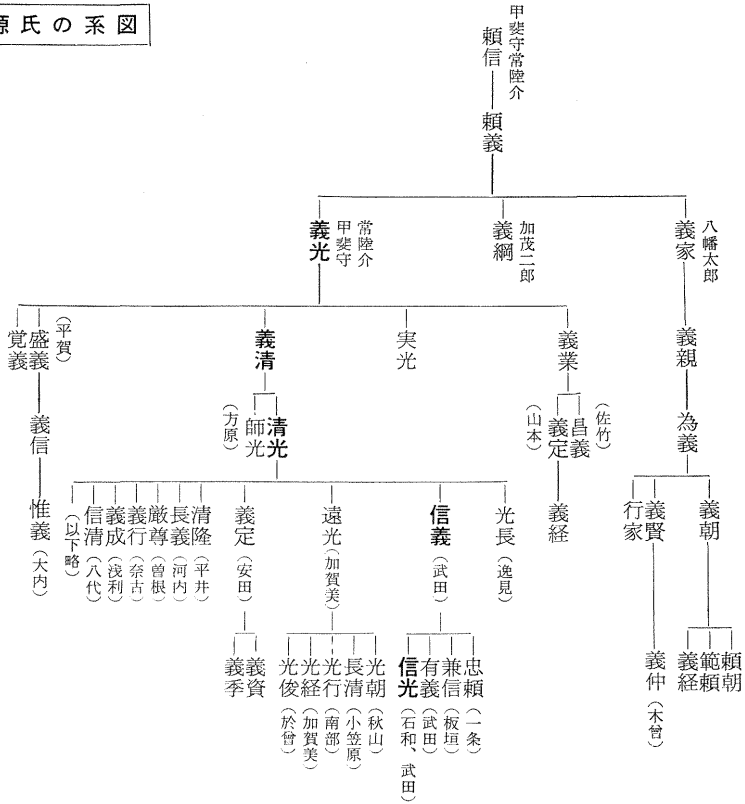 源氏の系図
甲斐守常陸介
頼信
頼義
八幡太郎
義家
加茂二郎
義綱
常陸介
甲斐守
義光
義親
為義
義朝
義賢
行家
頼朝
範頼
義経
義仲(木曾)
義業
(佐竹)
昌義
義定
(山本)
義経
実光
義清
清光
師光
(方原)
(平賀)
盛義
覚義
義信
惟義(大内)
光長(逸見)
信義(武田)
遠光(加賀美)
義定(安田)
清隆(平井)
長義(河内)
厳尊(曽根)
義行(奈古)
義成(浅利)
信清(八代)
(以下略)
忠頼(一条)
兼信(板垣)
有義(武田)
信光(石和、武田)
光朝(秋山)
長清(小笠原)
光行(南部)
光経(加賀美)
光俊(於曾)
義資
義季